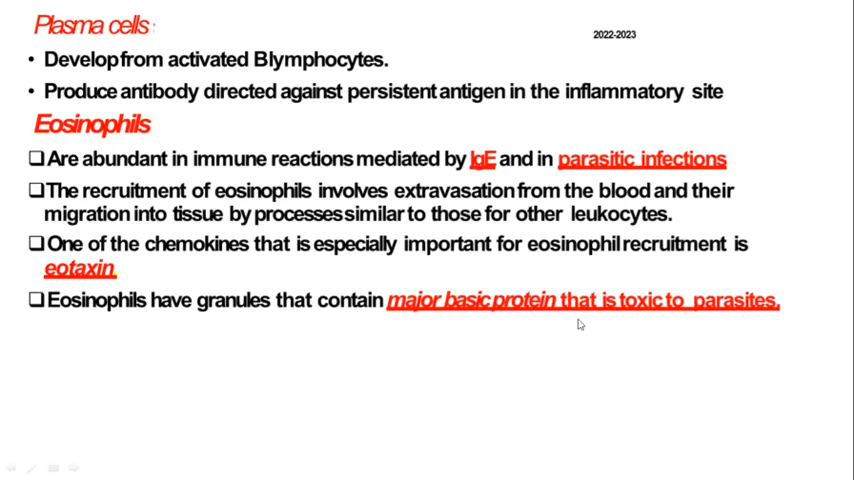 Plasma cells
2022-2023
• Develop from activated B lymphocytes.
• Produce antibody directed against persistent antigen in the inflammatory site
Eosinophils
❑Are abundant in immune reactions mediated by IgE and in parasitic infections
❑The recruitment of eosinophils involves extravasation from the blood and their
migration into tissue by processes similar to those for other leukocytes.
❑One of the chemokines that is especially important for eosinophil recruitment is
eotaxin.
❑Eosinophils have granules that contain major basic protein that is toxic to parasites.